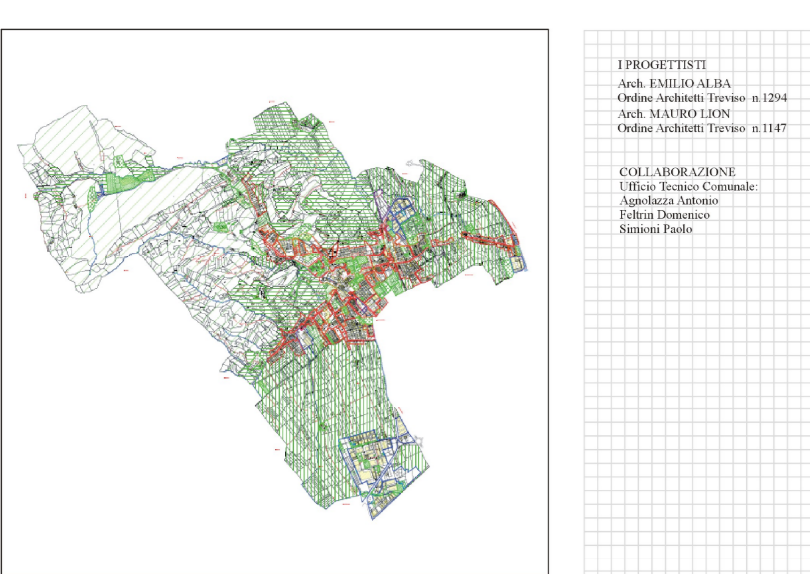 I PROGETTISTI
Arch. EMILIO ALBA
Ordine Architetti Treviso n.1294
Arch. MAURO LION
Ordine Architetti Treviso n.1147
COLLABORAZIONE
Ufficio Tecnico Comunale:
Agnolazza Antonio
Feltrin Domenico
Simioni Paolo